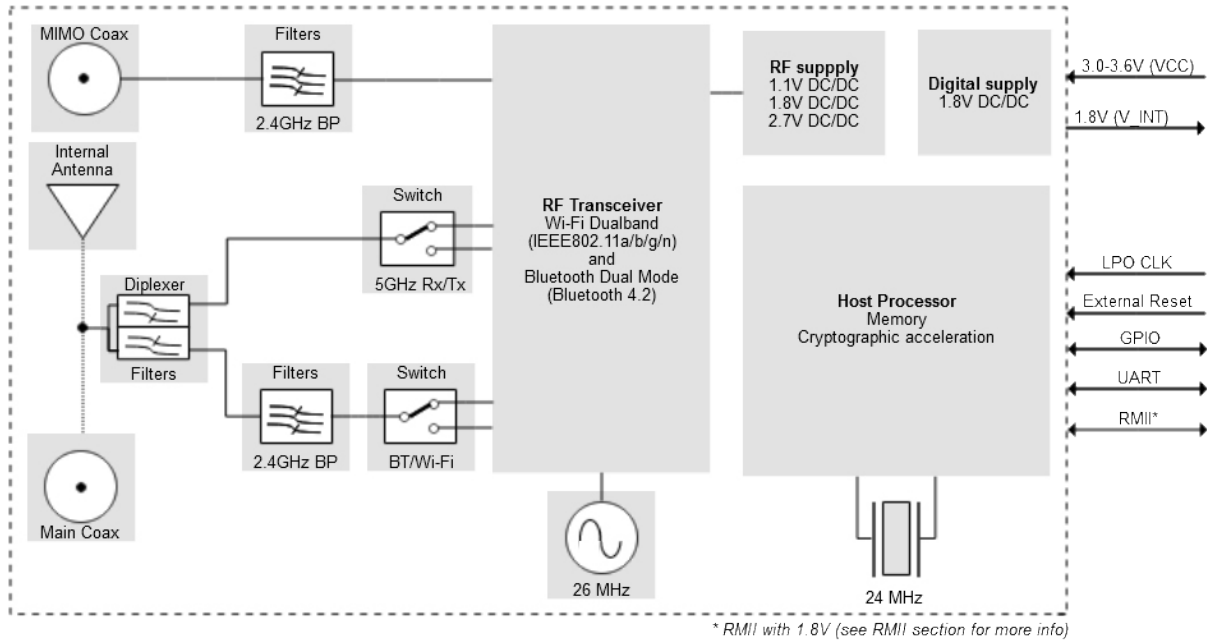 MIMO Coax
Filters
2.4GHz BP
Internal
Antenna
Switch
5GHz Rx/Tx
Diplexer
Filters
Filters
2.4GHz BP
Switch
BT/Wi-Fi
Main Coax
RF Transceiver
Wi-Fi Dualband
(IEEE802.11a/b/g/n)
and
Bluetooth Dual Mode
(Bluetooth 4.2)
26 MHz
RF suppply
1.1V DC/DC
1.8V DC/DC
2.7V DC/DC
Digital supply
1.8V DC/DC
Host Processor
Memory
Cryptographic acceleration
24 MHz
3.0-3.6V (VCC)
1.8V (V_INT)
LPO CLK
External Reset
GPIO
UART
RMII*
* RMII with 1.8V (see RMII section for more info)